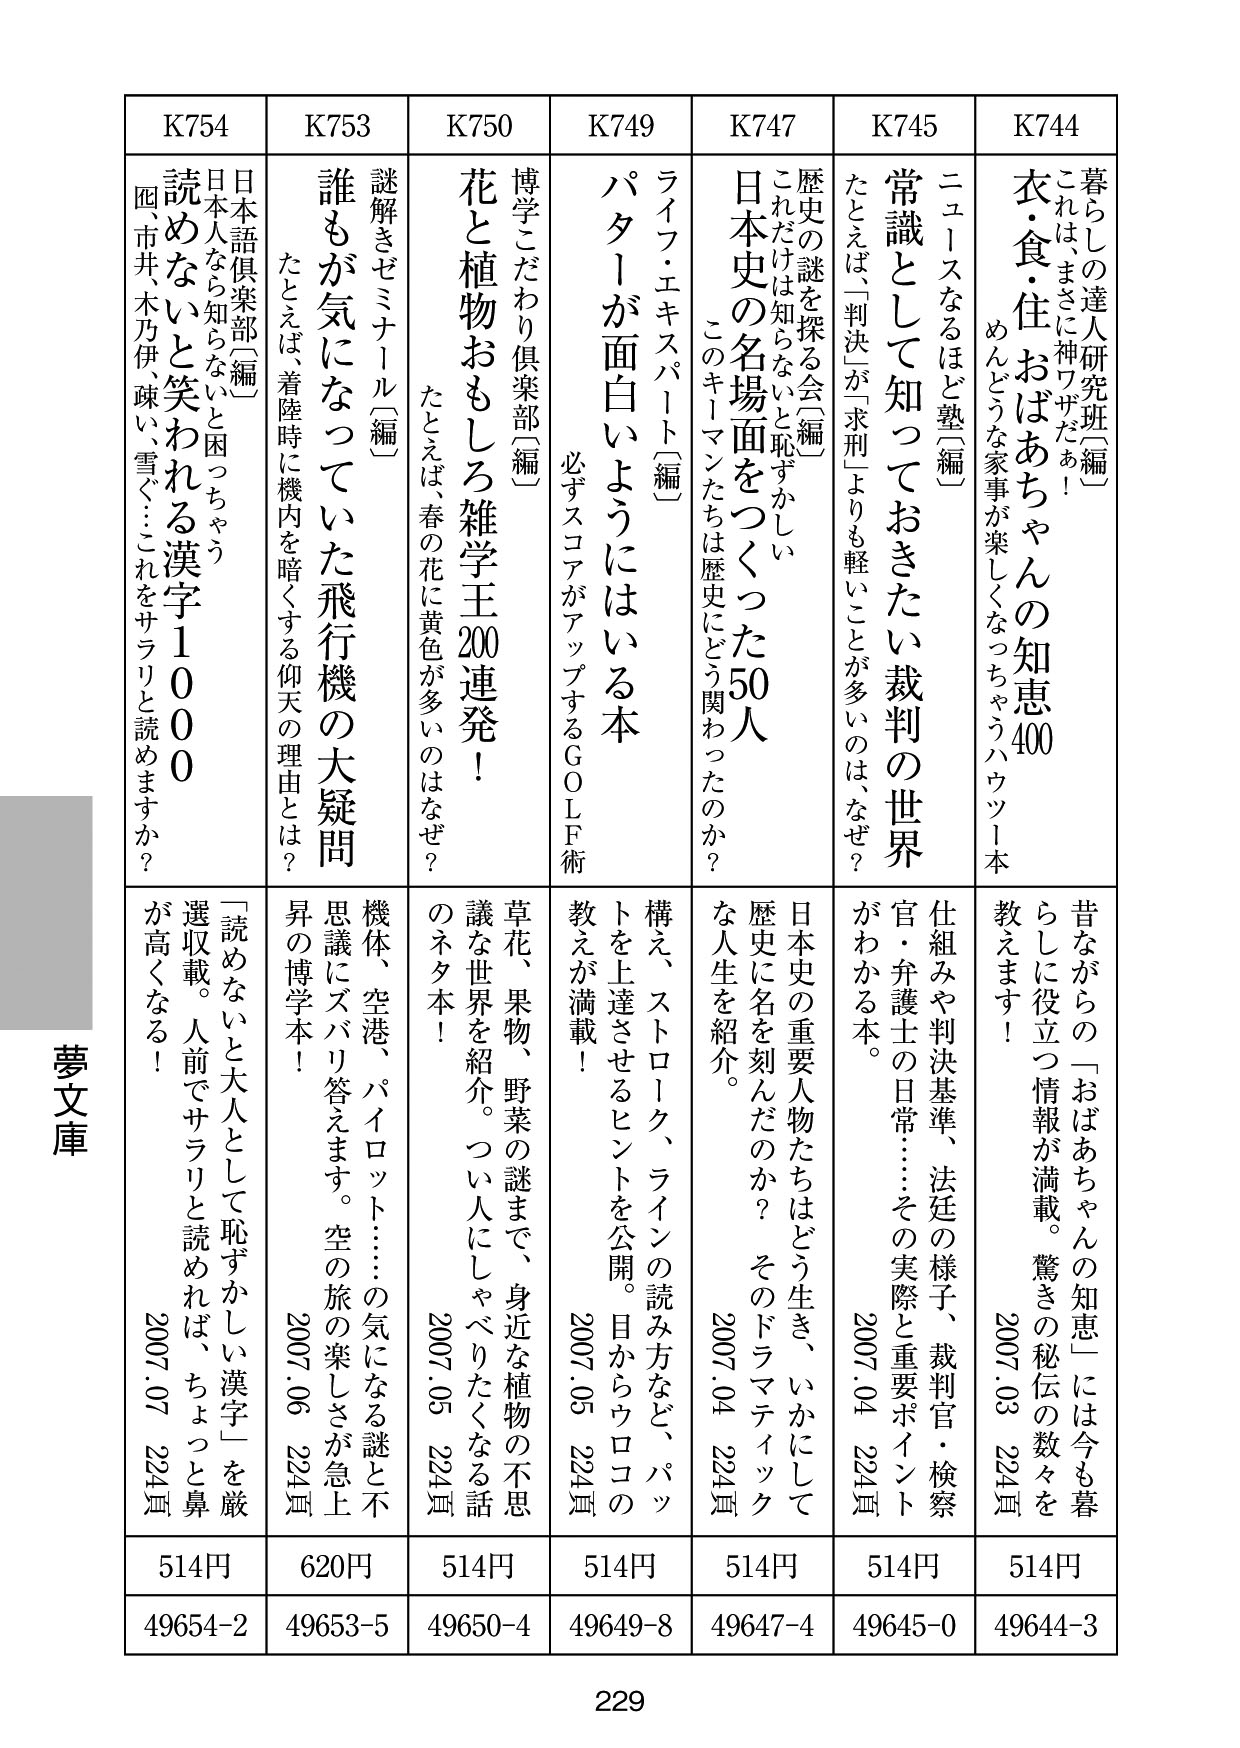 K744
暮らしの達人研究班〔編〕
これは、まさに神ワザだぁ！
衣・食・住 おばあちゃんの知恵400
めんどうな家事が楽しくなっちゃうハウツー本
昔ながらの「おばあちゃんの知恵」には今も暮
らしに役立つ情報が満載。驚きの秘伝の数々を
教えます！ 2007.03 224頁
514円
49644-3
K745
ニュースなるほど塾〔編〕
常識として知っておきたい裁判の世界
たとえば、「判決」が「求刑」よりも軽いことが多いのは、なぜ？
仕組みや判決基準、法廷の様子、裁判官・検察
官・弁護士の日常……その実際と重要ポイント
がわかる本。 2007.04 224頁
514円
49645-0
K747
歴史の謎を探る会〔編〕
これだけは知らないと恥ずかしい
日本史の名場面をつくった50人
このキーマンたちは歴史にどう関わったのか？
日本史の重要人物たちはどう生き、いかにして
歴史に名を刻んだのか？ そのドラマティック
な人生を紹介。 2007.04 224頁
514円
49647-4
K749
ライフ・エキスパート〔編〕
パターが面白いようにはいる本
必ずスコアがアップするGOLF術
構え、ストローク、ラインの読み方など、パッ
トを上達させるヒントを公開。目からウロコの
教えが満載！ 2007.05 224頁
514円
49649-8
K750
博学こだわり倶楽部〔編〕
花と植物おもしろ雑学王200連発！
たとえば、春の花に黄色が多いのはなぜ？
草花、果物、野菜の謎まで、身近な植物の不思
議な世界を紹介。つい人にしゃべりたくなる話
のネタ本！ 2007.05 224頁
514円
49650-4
K753
謎解きゼミナール〔編〕
誰もが気になっていた飛行機の大疑問
たとえば、着陸時に機内を暗くする仰天の理由とは？
機体、空港、パイロット……の気になる謎と不
思議にズバリ答えます。空の旅の楽しさが急上
昇の博学本！ 2007.06 224頁
620円
49653-5
K754
日本語倶楽部〔編〕
日本人なら知らないと困っちゃう
読めないと笑われる漢字1000
囮、市井、木乃伊、疎い、雪ぐ…これをサラリと読めますか？
「読めないと大人として恥ずかしい漢字」を厳
選収載。人前でサラリと読めれば、ちょっと鼻
が高くなる！ 2007.07 224頁
514円
49654-2
夢文庫
229